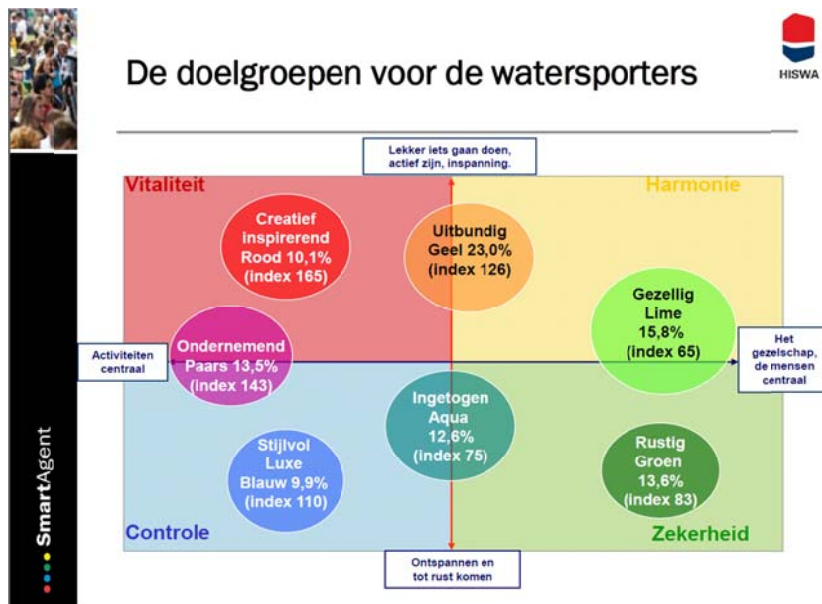 De doelgroepen voor de watersporters
HISWA
Lekker iets gaan doen,
actief zijn, inspanning.
Vitaliteit
Harmonie
Creatief
inspirerend
Rood 10,1%
(index 165)
Uitbundig
Geel 23,0%
(index 126)
Gezellig
Lime
15,8%
(index 65)
Ondernemend
Paars 13,5%
(index 143)
Activiteiten
centraal
Het
gezelschap,
de mensen
centraal
Ingetogen
Aqua
12,6%
(index 75)
Stijlvol
Luxe
Blauw 9,9%
(index 110)
Rustig
Groen
13,6%
(index 83)
Controle
Zekerheid
Ontspannen en
tot rust komen
SmartAgent